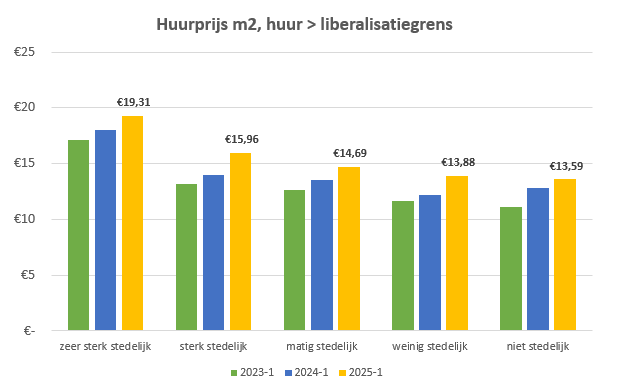 Huurprijs m2, huur > liberalisatiegrens
€25
€20
€15
€10
€5
€-
€19,31
€15,96
€14,69
€13,88
€13,59
zeer sterk stedelijk
sterk stedelijk
matig stedelijk
weinig stedelijk
niet stedelijk
2023-1 2024-1 2025-1